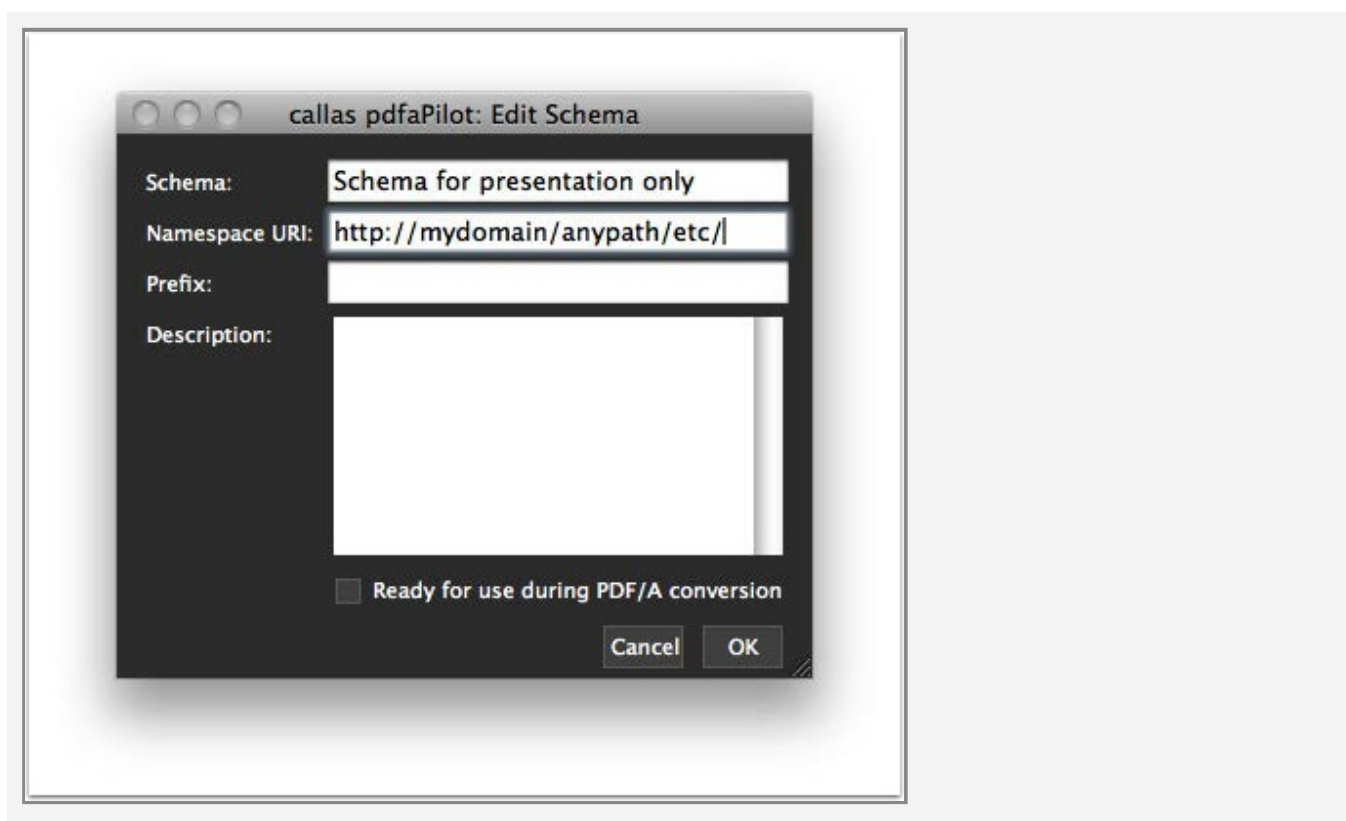 callas pdfaPilot: Edit Schema
Schema: Schema for presentation only
Namespace URI: http://mydomain/anypath/etc/
Prefix:
Description:
Ready for use during PDF/A conversion
Cancel OK